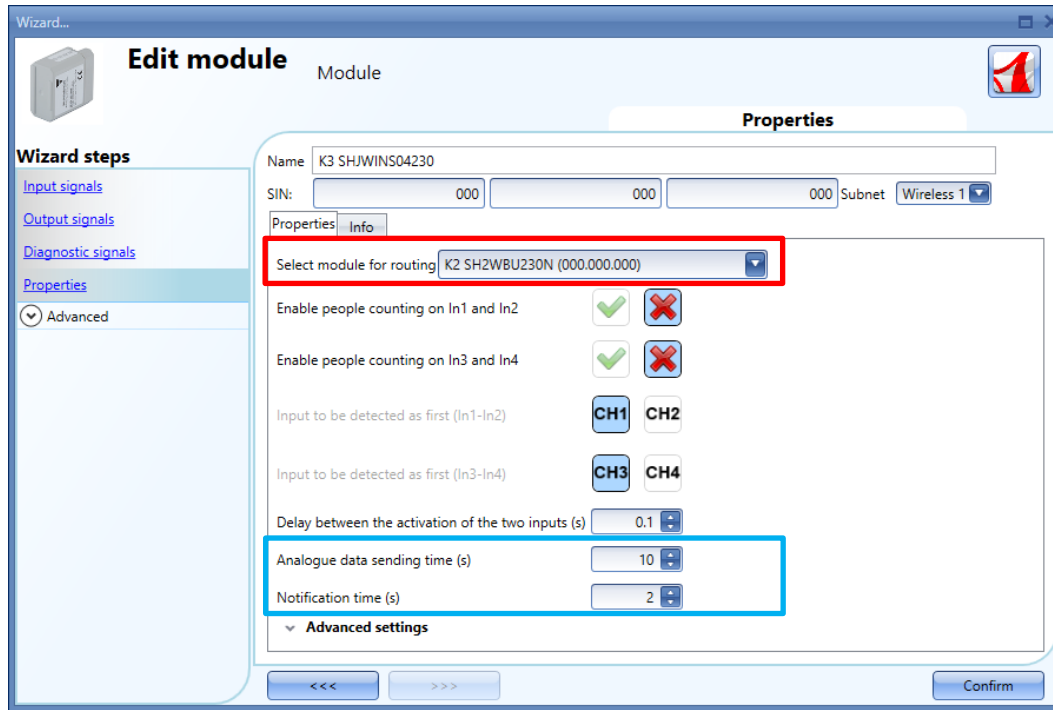 Wizard...
Edit module
Module
Properties
Wizard steps
Input signals
Output signals
Diagnostic signals
Properties
Advanced
Name K3 SHJWINS04230
SIN: 000 000 000 Subnet Wireless 1
Properties Info
Select module for routing K2 SH2WBU230N (000.000.000)
Enable people counting on In1 and In2
Enable people counting on In3 and In4
Input to be detected as first (In1-In2) CH1 CH2
Input to be detected as first (In3-In4) CH3 CH4
Delay between the activation of the two inputs (s) 0.1
Analogue data sending time (s) 10
Notification time (s) 2
Advanced settings
<<< >>> Confirm